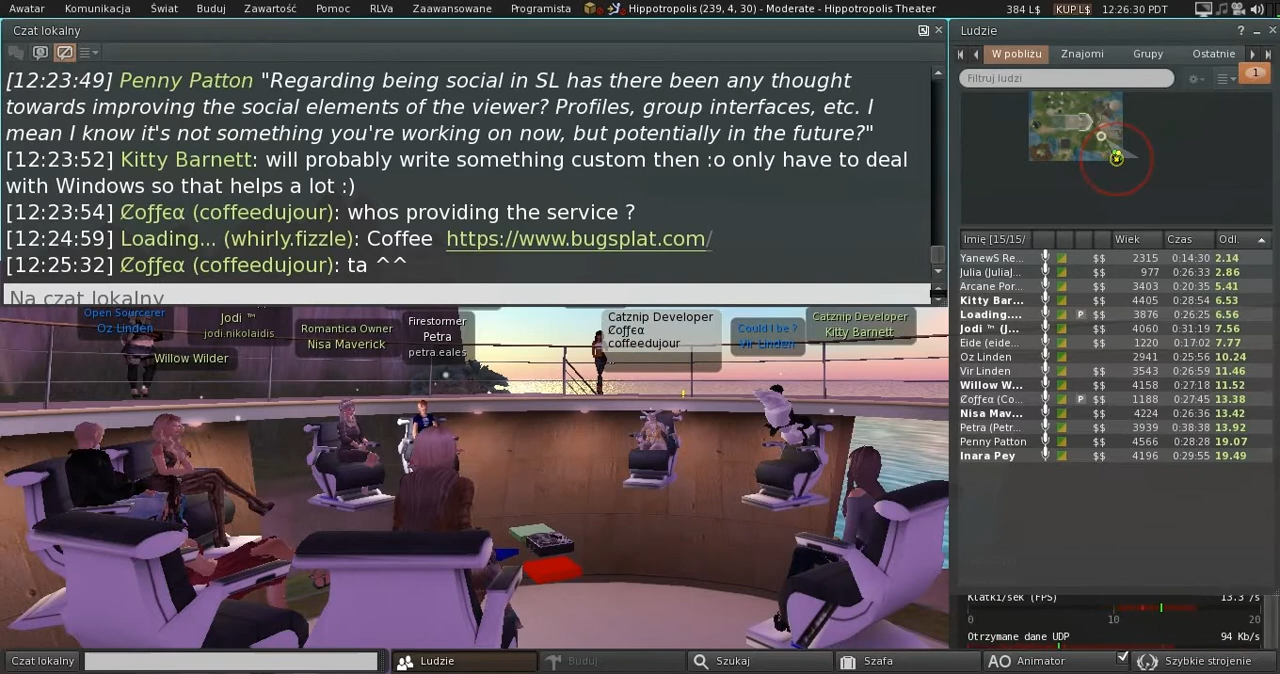 Awatar Komunikacja Świat Buduj Zawartość Pomoc RLVa Zaawansowane Programista Hippotropolis (239, 4, 30) - Moderate - Hippotropolis Theater 384 L$ KUP L$ 12:26:30 PDT
Czat lokalny
[12:23:49] Penny Patton "Regarding being social in SL has there been any thought
towards improving the social elements of the viewer? Profiles, group interfaces, etc. I
mean I know it's not something you're working on now, but potentially in the future?"
[12:23:52] Kitty Barnett: will probably write something custom then :o only have to deal
with Windows so that helps a lot :)
[12:23:54] Ȼσƒƒєα (coffeedujour): whos providing the service ?
[12:24:59] Loading... (whirly.fizzle): Coffee https://www.bugsplat.com/
[12:25:32] Ȼσƒƒєα (coffeedujour): ta ^^
Na czat lokalny
Open Sourcerer
Oz Linden
Jodi ™
jodi.nikolaidis
Willow Wilder
Romantica Owner
Nisa Maverick
Firestormer
Petra
petra.eales
Catznip Developer
Ȼσƒƒєα
coffeedujour
Could I be ?
Vir Linden
Catznip Developer
Kitty Barnett
Ludzie
W pobliżu Znajomi Grupy Ostatnie
Filtruj ludzi
1
Imię [15/15/ Wiek Czas Odl.
YanewS Re... $$ 2315 0:14:30 2.14
Julia (JuliaJ... $$ 977 0:26:33 2.86
Arcane Por... $$ 3403 0:20:35 5.41
Kitty Bar... $$ 4405 0:28:54 6.53
Loading.... P $$ 3876 0:26:25 6.56
Jodi ™ (J... $$ 4060 0:31:19 7.56
Eide (eide... $$ 1220 0:17:02 7.77
Oz Linden 2941 0:25:56 10.24
Vir Linden $$ 3543 0:26:59 11.46
Willow W... $$ 4158 0:27:18 11.52
Ȼσƒƒєα (Co... P $$ 1188 0:27:45 13.38
Nisa Mav... $$ 4224 0:26:36 13.42
Petra (Petr... $$ 3939 0:38:38 13.92
Penny Patton $$ 4566 0:28:28 19.07
Inara Pey $$ 4196 0:29:55 19.49
Klatki/sek (FPS) 13.3 /s
0 10 20
Otrzymane dane UDP 94 Kb/s
Czat lokalny Ludzie Buduj Szukaj Szafa AO Animator Szybkie strojenie